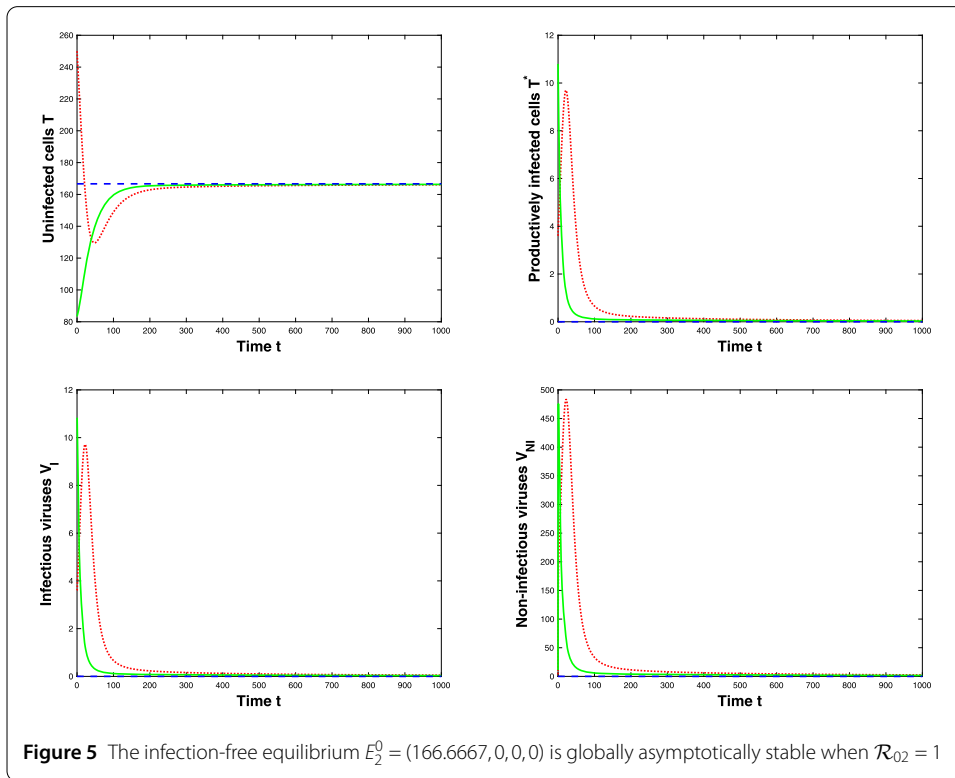 260
240
220
200
180
160
140
120
100
80
Uninfected cells T
0 100 200 300 400 500 600 700 800 900 1000
Time t
12
10
8
6
4
2
0
Productively infected cells T*
0 100 200 300 400 500 600 700 800 900 1000
Time t
12
10
8
6
4
2
0
Infectious viruses V_I
0 100 200 300 400 500 600 700 800 900 1000
Time t
500
450
400
350
300
250
200
150
100
50
0
Non-infectious viruses V_NI
0 100 200 300 400 500 600 700 800 900 1000
Time t
Figure 5 The infection-free equilibrium E₂⁰ = (166.6667, 0, 0, 0) is globally asymptotically stable when ℛ₀₂ = 1